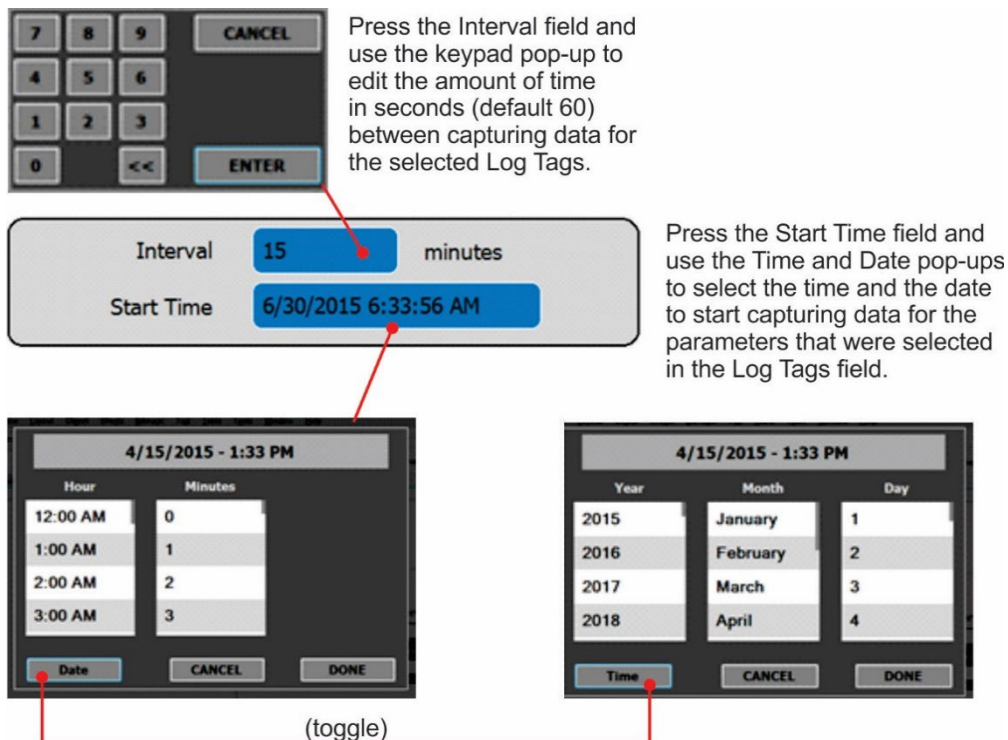 7 8 9 CANCEL
4 5 6
1 2 3
0 << ENTER
Press the Interval field and
use the keypad pop-up to
edit the amount of time
in seconds (default 60)
between capturing data for
the selected Log Tags.
Interval 15 minutes
Start Time 6/30/2015 6:33:56 AM
Press the Start Time field and
use the Time and Date pop-ups
to select the time and the date
to start capturing data for the
parameters that were selected
in the Log Tags field.
4/15/2015 - 1:33 PM
Hour Minutes
12:00 AM 0
1:00 AM 1
2:00 AM 2
3:00 AM 3
Date CANCEL DONE
4/15/2015 - 1:33 PM
Year Month Day
2015 January 1
2016 February 2
2017 March 3
2018 April 4
Time CANCEL DONE
(toggle)